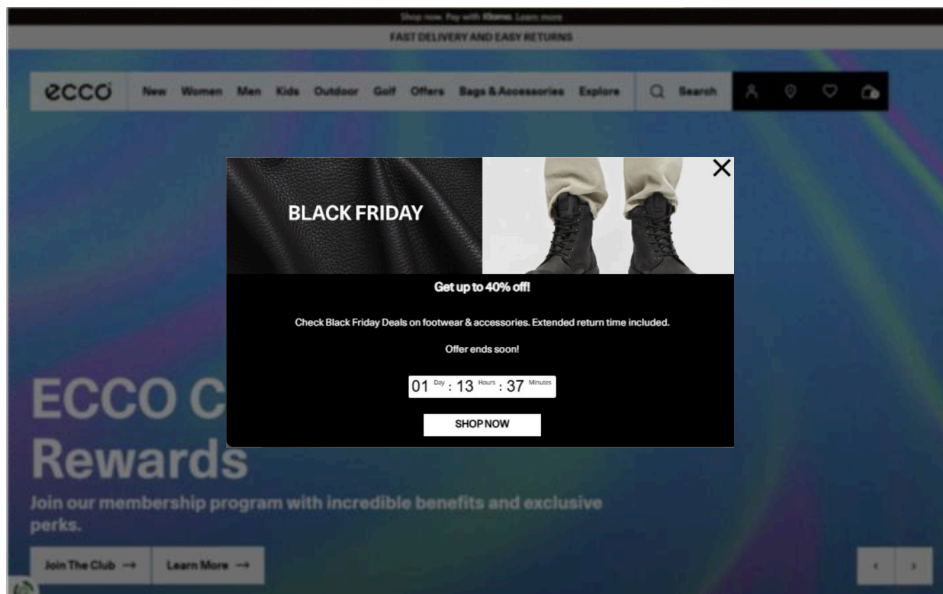 Shop now. Pay with Klarna. Learn more
FAST DELIVERY AND EASY RETURNS
ecco
New Women Men Kids Outdoor Golf Offers Bags & Accessories Explore Search
BLACK FRIDAY
Get up to 40% off!
Check Black Friday Deals on footwear & accessories. Extended return time included.
Offer ends soon!
01 Day : 13 Hours : 37 Minutes
SHOP NOW
ECCO C
Rewards
Join our membership program with incredible benefits and exclusive
perks.
Join The Club → Learn More →